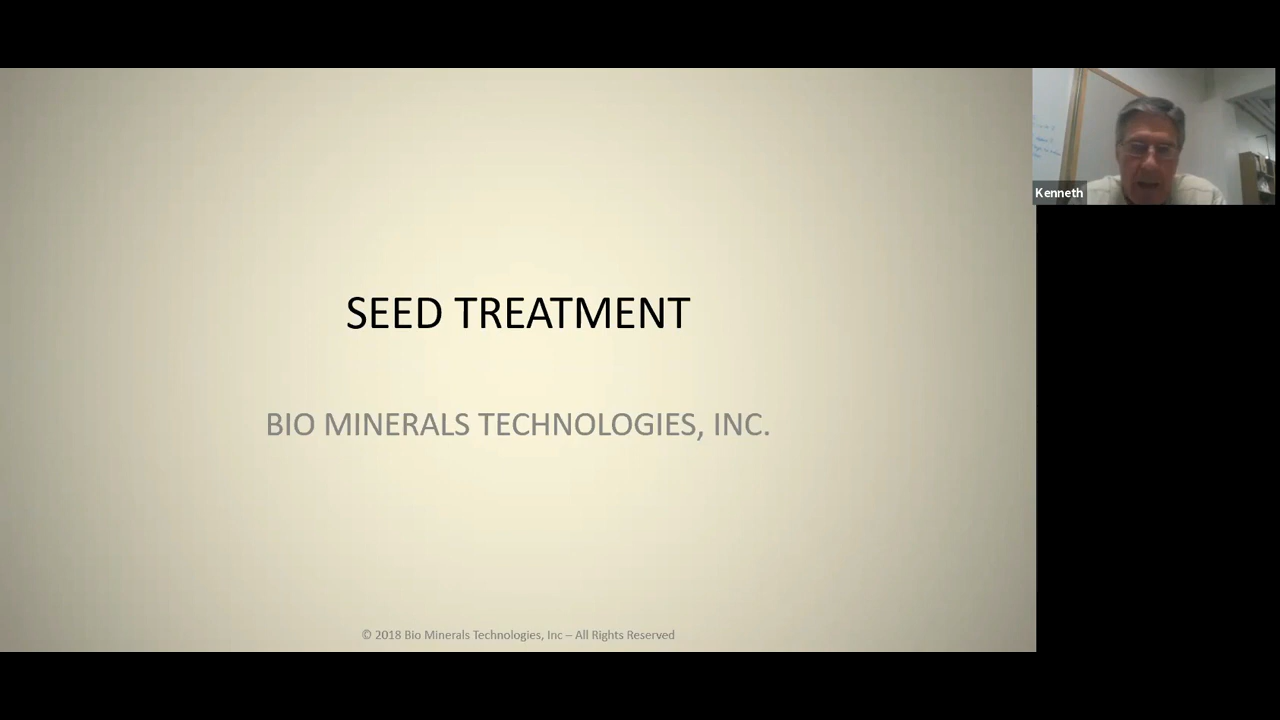 SEED TREATMENT
BIO MINERALS TECHNOLOGIES, INC.
© 2018 Bio Minerals Technologies, Inc – All Rights Reserved
Kenneth